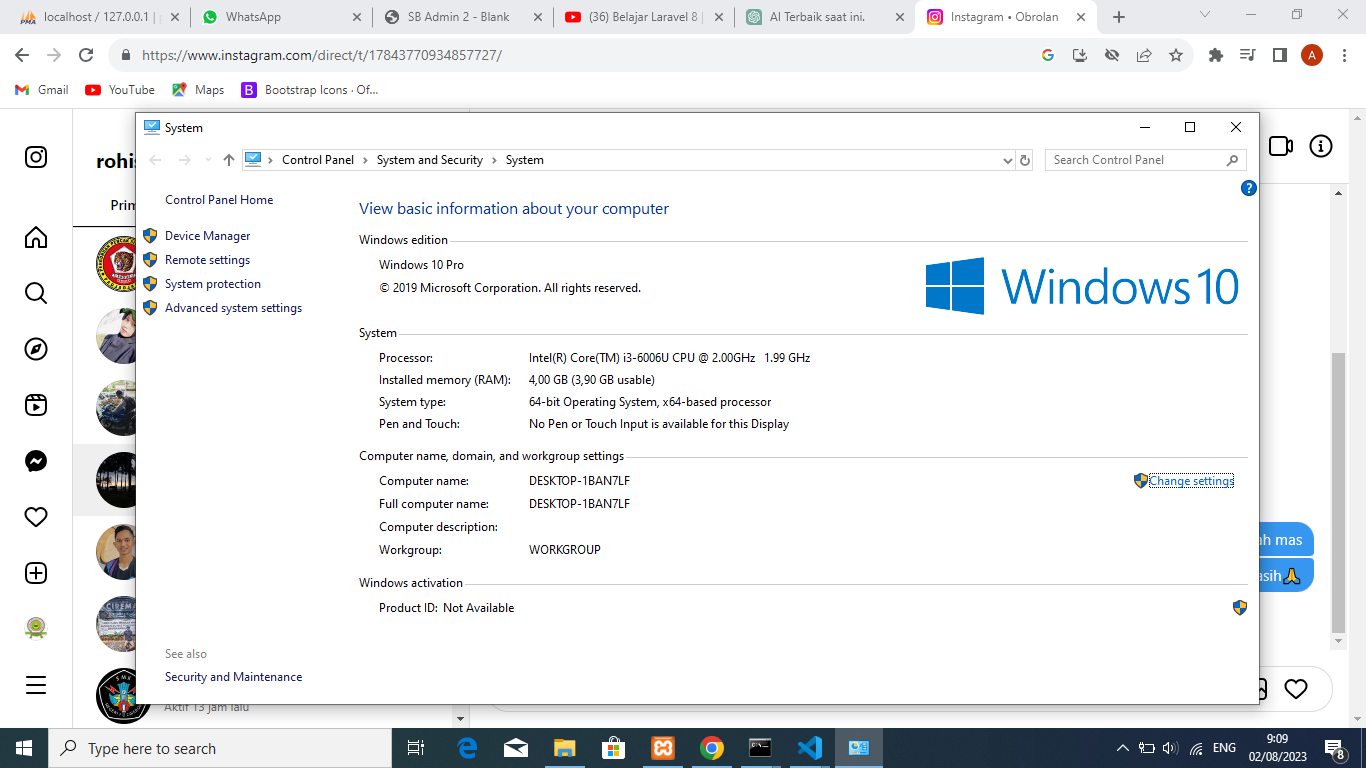 localhost / 127.0.0.1 | p
WhatsApp
SB Admin 2 - Blank
(36) Belajar Laravel 8 |
AI Terbaik saat ini.
Instagram • Obrolan
https://www.instagram.com/direct/t/17843770934857727/
A
Gmail
YouTube
Maps
Bootstrap Icons · Of...
rohis
Prim
System
Control Panel
System and Security
System
Search Control Panel
Control Panel Home
Device Manager
Remote settings
System protection
Advanced system settings
View basic information about your computer
Windows edition
Windows 10 Pro
© 2019 Microsoft Corporation. All rights reserved.
Windows 10
System
Processor: Intel(R) Core(TM) i3-6006U CPU @ 2.00GHz 1.99 GHz
Installed memory (RAM): 4,00 GB (3,90 GB usable)
System type: 64-bit Operating System, x64-based processor
Pen and Touch: No Pen or Touch Input is available for this Display
Computer name, domain, and workgroup settings
Computer name: DESKTOP-1BAN7LF
Change settings
Full computer name: DESKTOP-1BAN7LF
Computer description:
Workgroup: WORKGROUP
Windows activation
Product ID: Not Available
See also
Security and Maintenance
ah mas
asih🙏
Aktif 13 jam lalu
Type here to search
ENG
9:09
02/08/2023
8